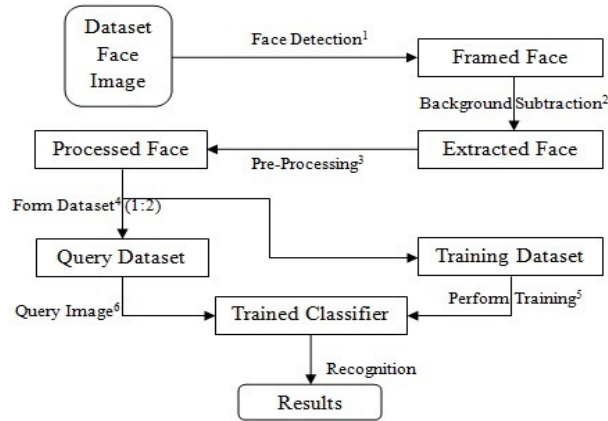 Dataset
Face
Image
Face Detection¹
Framed Face
Background Subtraction²
Processed Face
Pre-Processing³
Extracted Face
Form Dataset⁴ (1:2)
Query Dataset
Training Dataset
Query Image⁶
Trained Classifier
Perform Training⁵
Recognition
Results